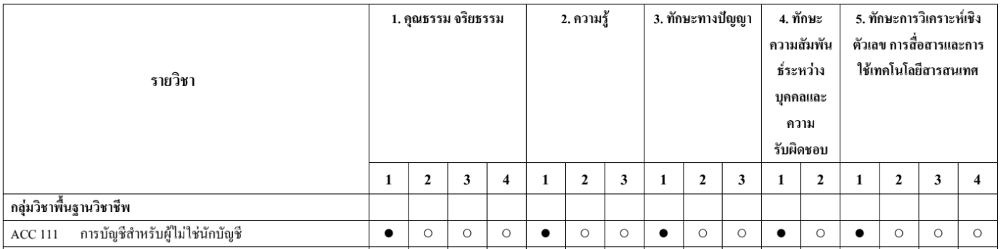 รายวิชา
1. คุณธรรม จริยธรรม
2. ความรู้
3. ทักษะทางปัญญา
4. ทักษะ
ความสัมพัน
ธ์ระหว่าง
บุคคลและ
ความ
รับผิดชอบ
5. ทักษะการวิเคราะห์เชิง
ตัวเลข การสื่อสารและการ
ใช้เทคโนโลยีสารสนเทศ
1 2 3 4 1 2 3 1 2 3 1 2 1 2 3 4
กลุ่มวิชาพื้นฐานวิชาชีพ
ACC 111 การบัญชีสำหรับผู้ไม่ใช่นักบัญชี ● ○ ○ ○ ● ○ ○ ● ○ ○ ● ○ ● ○ ○ ○